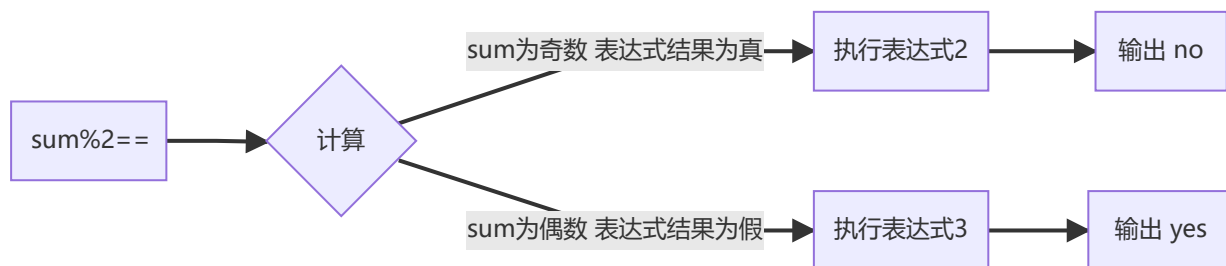 sum%2==
计算
sum为奇数 表达式结果为真
执行表达式2
输出 no
sum为偶数 表达式结果为假
执行表达式3
输出 yes